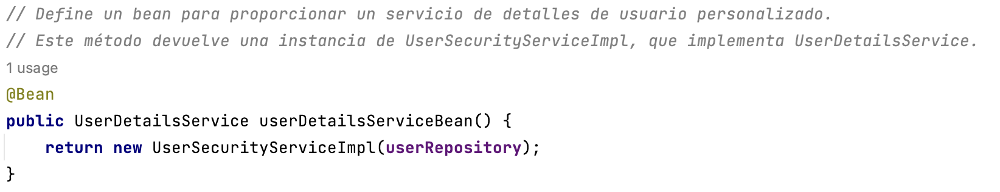 // Define un bean para proporcionar un servicio de detalles de usuario personalizado.
// Este método devuelve una instancia de UserSecurityServiceImpl, que implementa UserDetailsService.
1 usage
@Bean
public UserDetailsService userDetailsServiceBean() {
    return new UserSecurityServiceImpl(userRepository);
}